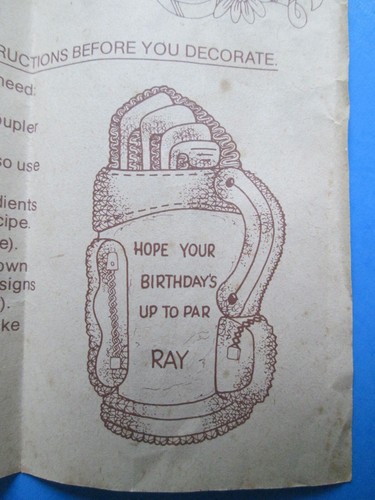 RUCTIONS BEFORE YOU DECORATE.
need:
oupler
so use
dients
cipe.
e).
own
signs
).
ke
HOPE YOUR
BIRTHDAY'S
UP TO PAR
RAY